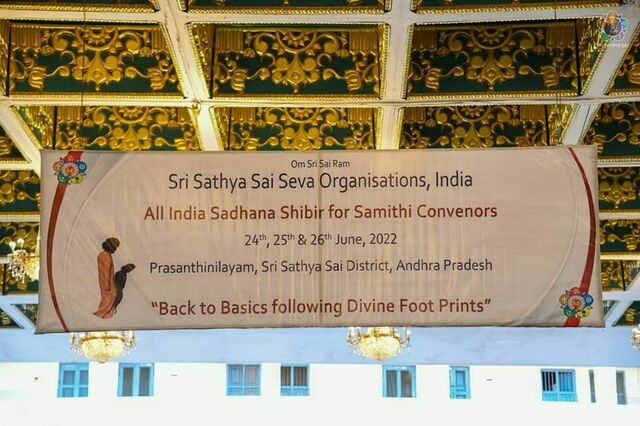 Om Sri Sai Ram
Sri Sathya Sai Seva Organisations, India
All India Sadhana Shibir for Samithi Convenors
24th, 25th & 26th June, 2022
Prasanthinilayam, Sri Sathya Sai District, Andhra Pradesh
"Back to Basics following Divine Foot Prints"